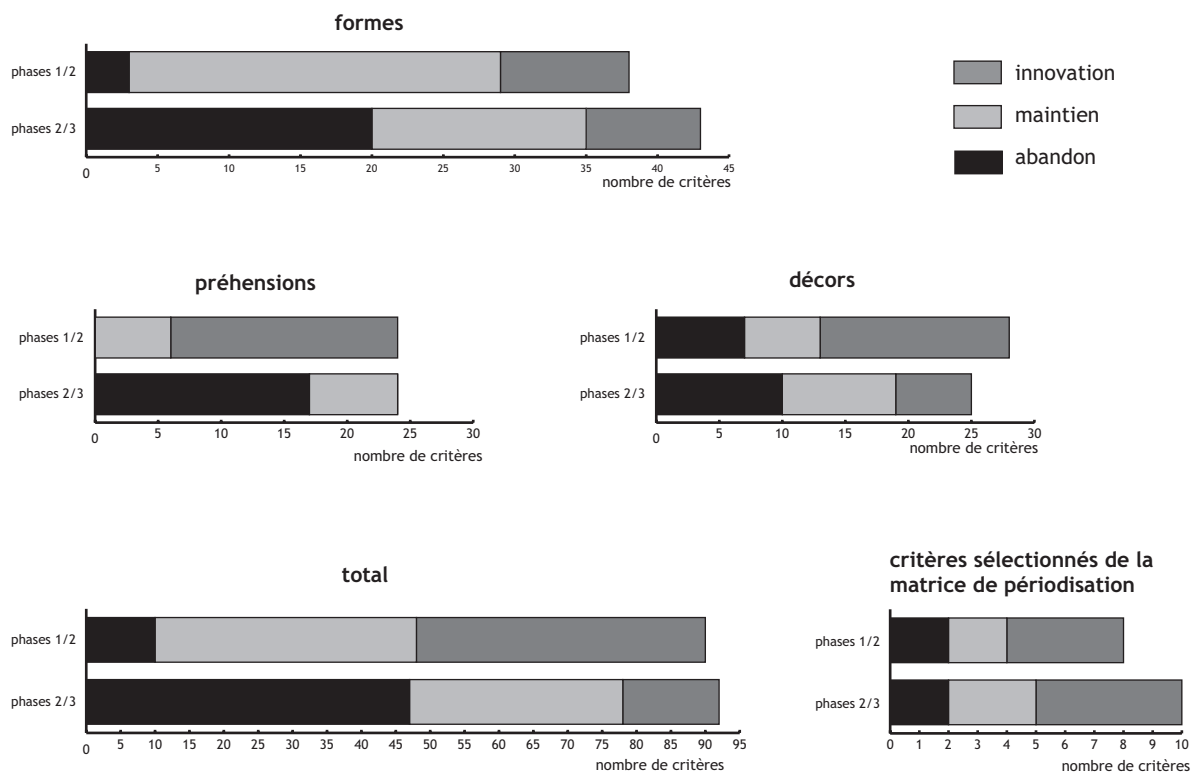 formes
phases 1/2
phases 2/3
0 5 10 15 20 25 30 35 40 45
nombre de critères
innovation
maintien
abandon
préhensions
phases 1/2
phases 2/3
0 5 10 15 20 25 30
nombre de critères
décors
phases 1/2
phases 2/3
0 5 10 15 20 25 30
nombre de critères
total
phases 1/2
phases 2/3
0 5 10 15 20 25 30 35 40 45 50 55 60 65 70 75 80 85 90 95
nombre de critères
critères sélectionnés de la
matrice de périodisation
phases 1/2
phases 2/3
0 1 2 3 4 5 6 7 8 9 10
nombre de critères